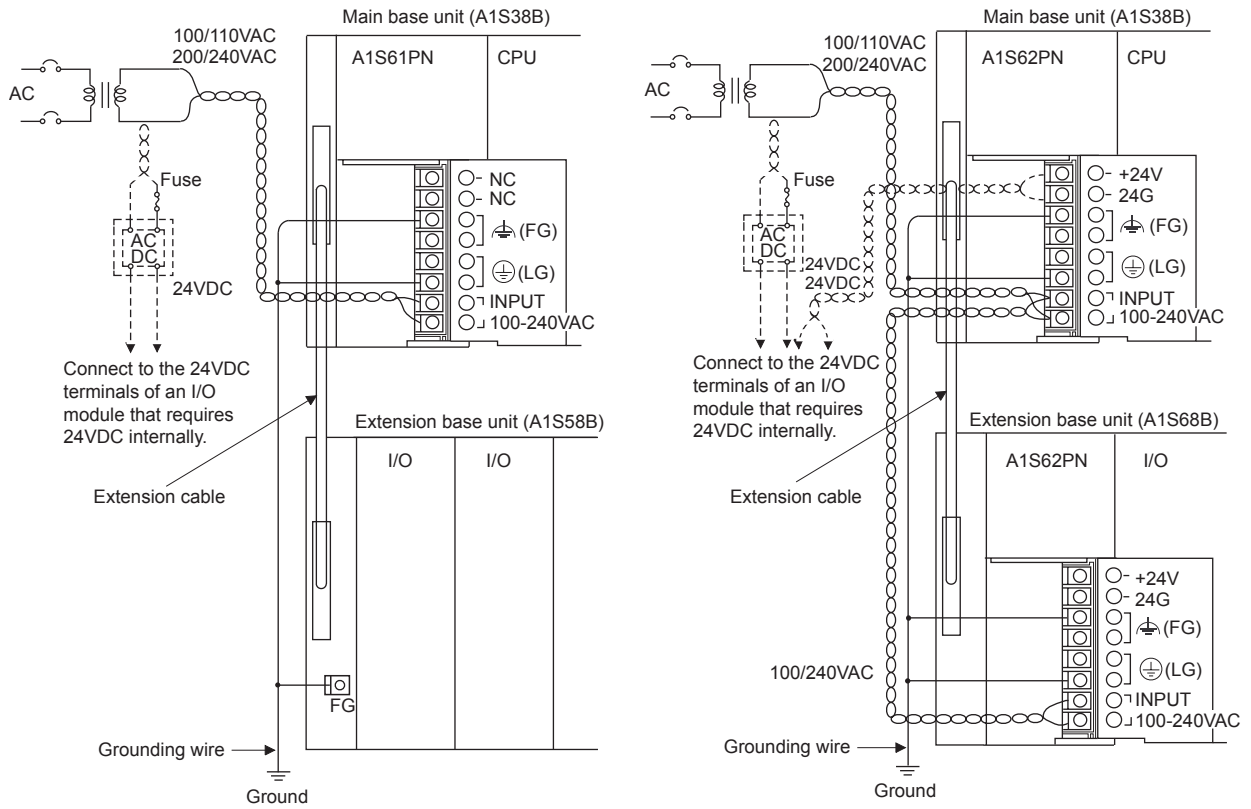 Main base unit (A1S38B)
100/110VAC
200/240VAC
A1S61PN
CPU
AC
Fuse
AC
DC
24VDC
NC
NC
(FG)
(LG)
INPUT
100-240VAC
Connect to the 24VDC
terminals of an I/O
module that requires
24VDC internally.
Extension base unit (A1S58B)
I/O
I/O
Extension cable
FG
Grounding wire
Ground
Main base unit (A1S38B)
100/110VAC
200/240VAC
A1S62PN
CPU
AC
Fuse
AC
DC
24VDC
24VDC
+24V
24G
(FG)
(LG)
INPUT
100-240VAC
Connect to the 24VDC
terminals of an I/O
module that requires
24VDC internally.
Extension base unit (A1S68B)
A1S62PN
I/O
Extension cable
+24V
24G
(FG)
(LG)
INPUT
100-240VAC
100/240VAC
Grounding wire
Ground